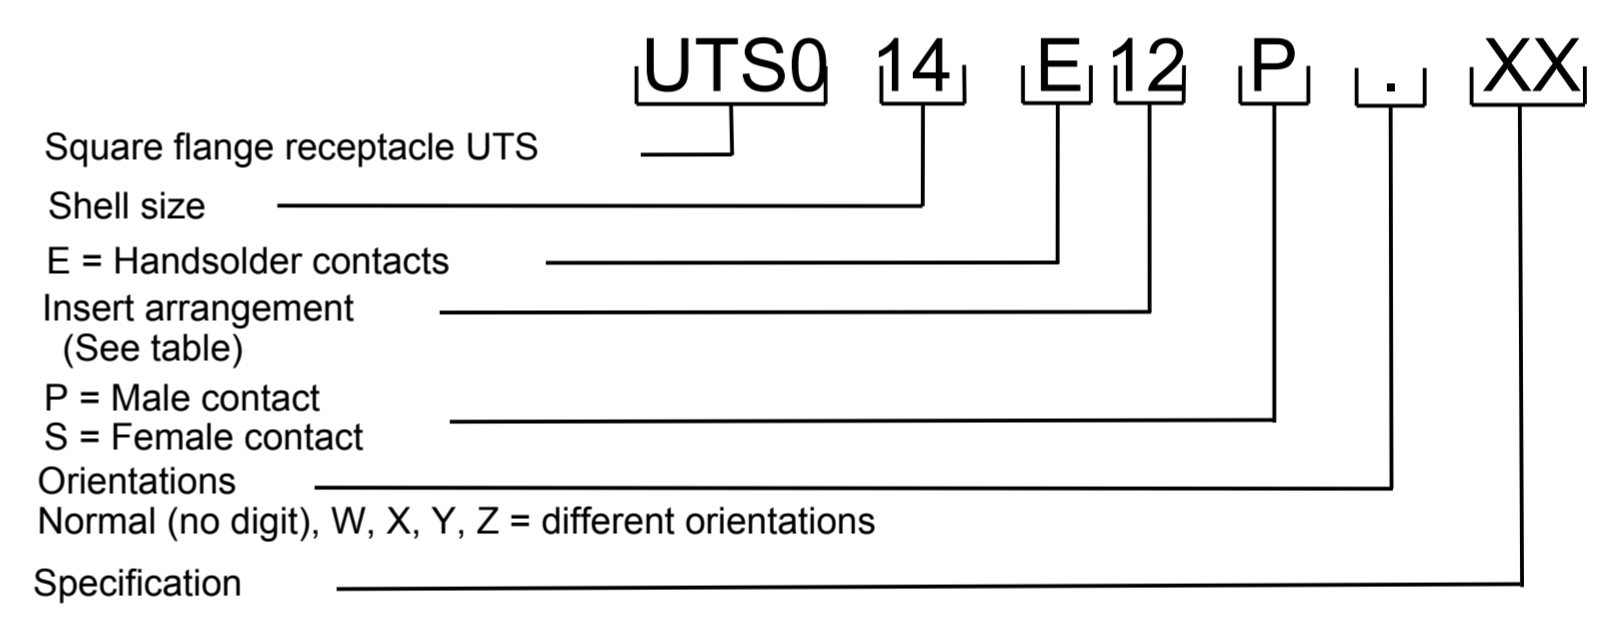 UTS0 14 E 12 P . XX
Square flange receptacle UTS
Shell size
E = Handsolder contacts
Insert arrangement
(See table)
P = Male contact
S = Female contact
Orientations
Normal (no digit), W, X, Y, Z = different orientations
Specification